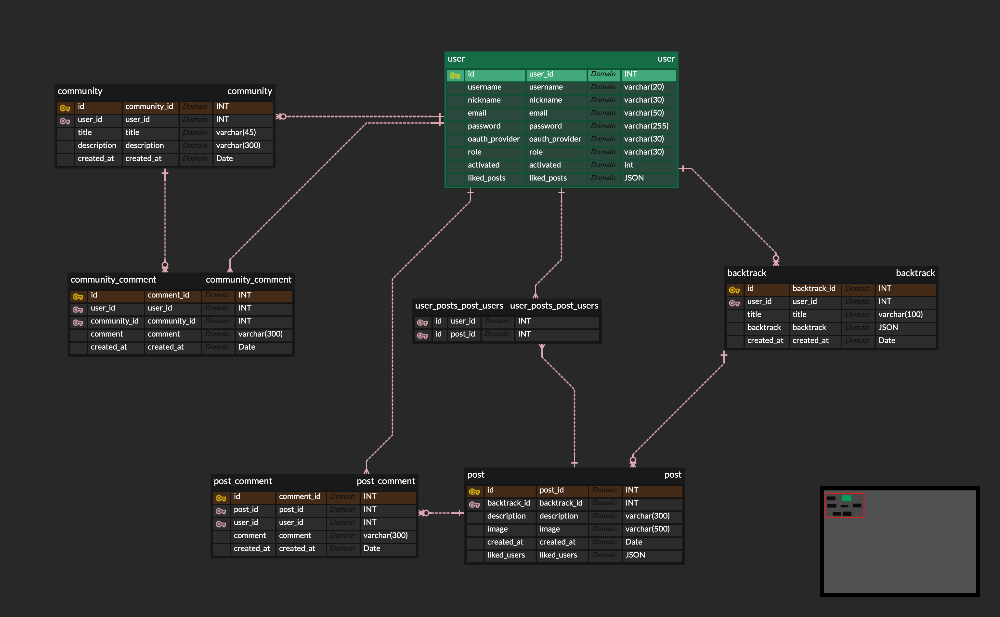 user user
id user_id Domain INT
username username Domain varchar(20)
nickname nickname Domain varchar(30)
email email Domain varchar(50)
password password Domain varchar(255)
oauth_provider oauth_provider Domain varchar(30)
role role Domain varchar(30)
activated activated Domain int
liked_posts liked_posts Domain JSON
community community
id community_id Domain INT
user_id user_id Domain INT
title title Domain varchar(45)
description description Domain varchar(300)
created_at created_at Domain Date
community_comment community_comment
id comment_id Domain INT
user_id user_id Domain INT
community_id community_id Domain INT
comment comment Domain varchar(300)
created_at created_at Domain Date
user_posts_post_users user_posts_post_users
id user_id Domain INT
id post_id Domain INT
backtrack backtrack
id backtrack_id Domain INT
user_id user_id Domain INT
title title Domain varchar(100)
backtrack backtrack Domain JSON
created_at created_at Domain Date
post_comment post_comment
id comment_id Domain INT
post_id post_id Domain INT
user_id user_id Domain INT
comment comment Domain varchar(300)
created_at created_at Domain Date
post post
id post_id Domain INT
backtrack_id backtrack_id Domain INT
description description Domain varchar(300)
image image Domain varchar(500)
created_at created_at Domain Date
liked_users liked_users Domain JSON